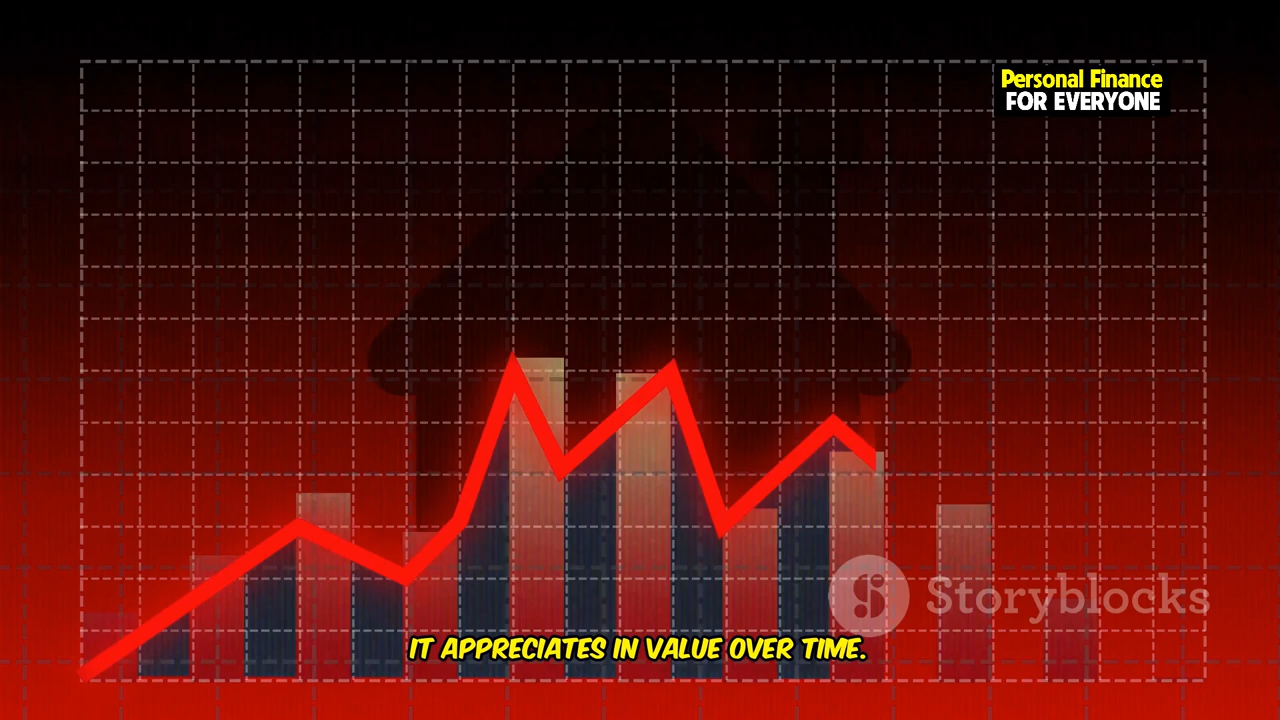 Personal Finance
FOR EVERYONE
Storyblocks
IT APPRECIATES IN VALUE OVER TIME.